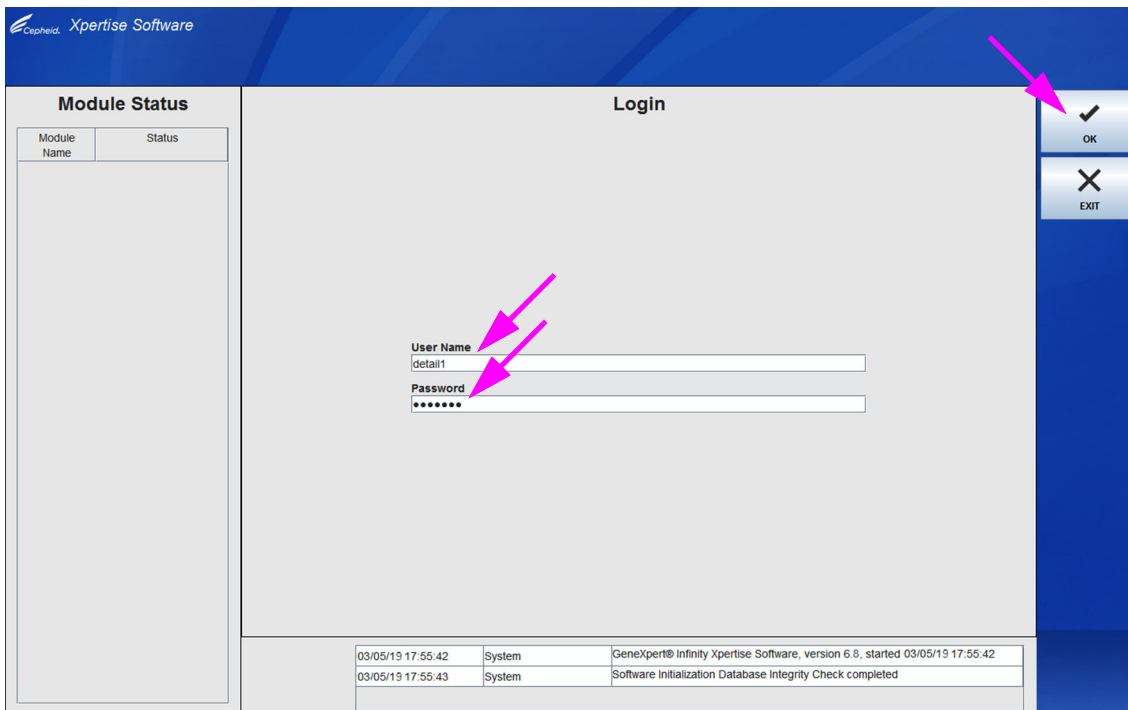 Cepheid. Xpertise Software
Module Status
Module Name
Status
Login
OK
EXIT
User Name
detail1
Password
•••••••
03/05/19 17:55:42 System GeneXpert® Infinity Xpertise Software, version 6.8, started 03/05/19 17:55:42
03/05/19 17:55:43 System Software Initialization Database Integrity Check completed